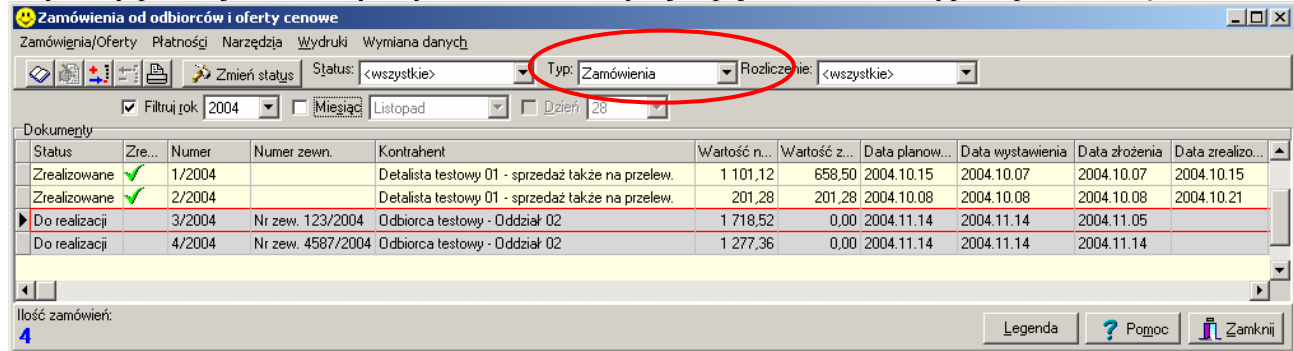 Zamówienia od odbiorców i oferty cenowe
Zamówienia/Oferty Płatności Narzędzia Wydruki Wymiana danych
Zmień status Status: <wszystkie> Typ: Zamówienia Rozliczenie: <wszystkie>
Filtruj rok 2004 Miesiąc Listopad Dzień 28
Dokumenty
Status Zre... Numer Numer zewn. Kontrahent Wartość n... Wartość z... Data planow... Data wystawienia Data złożenia Data zrealizo...
Zrealizowane 1/2004 Detalista testowy 01 - sprzedaż także na przelew. 1 101,12 658,50 2004.10.15 2004.10.07 2004.10.07 2004.10.15
Zrealizowane 2/2004 Detalista testowy 01 - sprzedaż także na przelew. 201,28 201,28 2004.10.08 2004.10.08 2004.10.08 2004.10.21
Do realizacji 3/2004 Nr zew. 123/2004 Odbiorca testowy - Oddział 02 1 718,52 0,00 2004.11.14 2004.11.14 2004.11.05
Do realizacji 4/2004 Nr zew. 4587/2004 Odbiorca testowy - Oddział 02 1 277,36 0,00 2004.11.14 2004.11.14 2004.11.14
Ilość zamówień:
4
Legenda Pomoc Zamknij